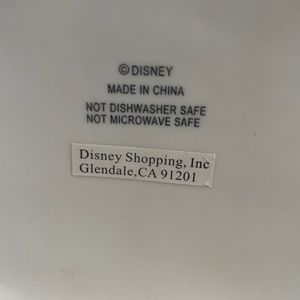 ©DISNEY
MADE IN CHINA
NOT DISHWASHER SAFE
NOT MICROWAVE SAFE
Disney Shopping, Inc
Glendale,CA 91201